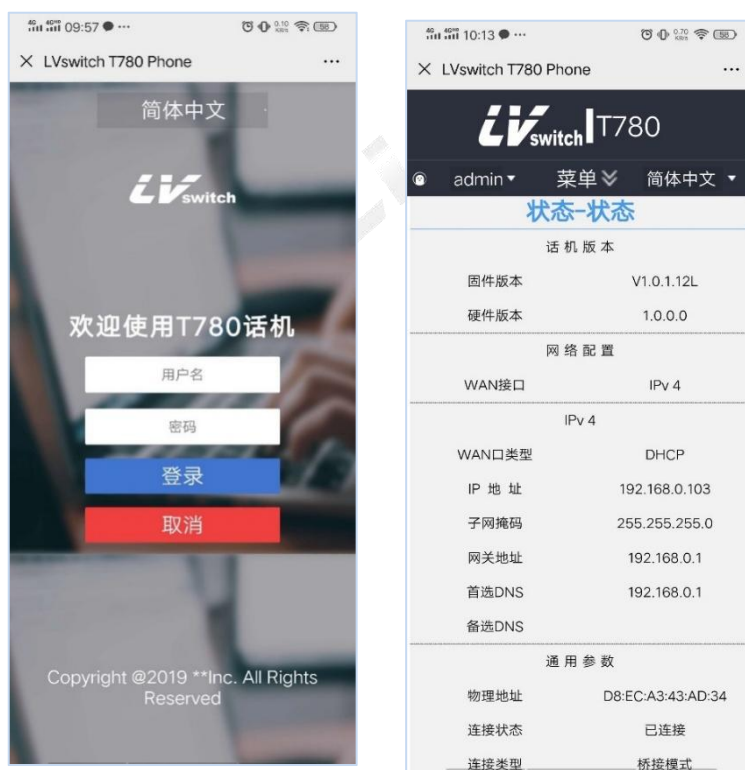 09:57
0.10
KB/s
58
LVswitch T780 Phone
简体中文
LVswitch
欢迎使用T780话机
用户名
密码
登录
取消
Copyright @2019 **Inc. All Rights
Reserved
10:13
0.70
KB/s
58
LVswitch T780 Phone
LVswitch T780
admin 菜单 简体中文
状态-状态
话机版本
固件版本 V1.0.1.12L
硬件版本 1.0.0.0
网络配置
WAN接口 IPv 4
IPv 4
WAN口类型 DHCP
IP 地 址 192.168.0.103
子网掩码 255.255.255.0
网关地址 192.168.0.1
首选DNS 192.168.0.1
备选DNS
通用参数
物理地址 D8:EC:A3:43:AD:34
连接状态 已连接
连接类型 桥接模式